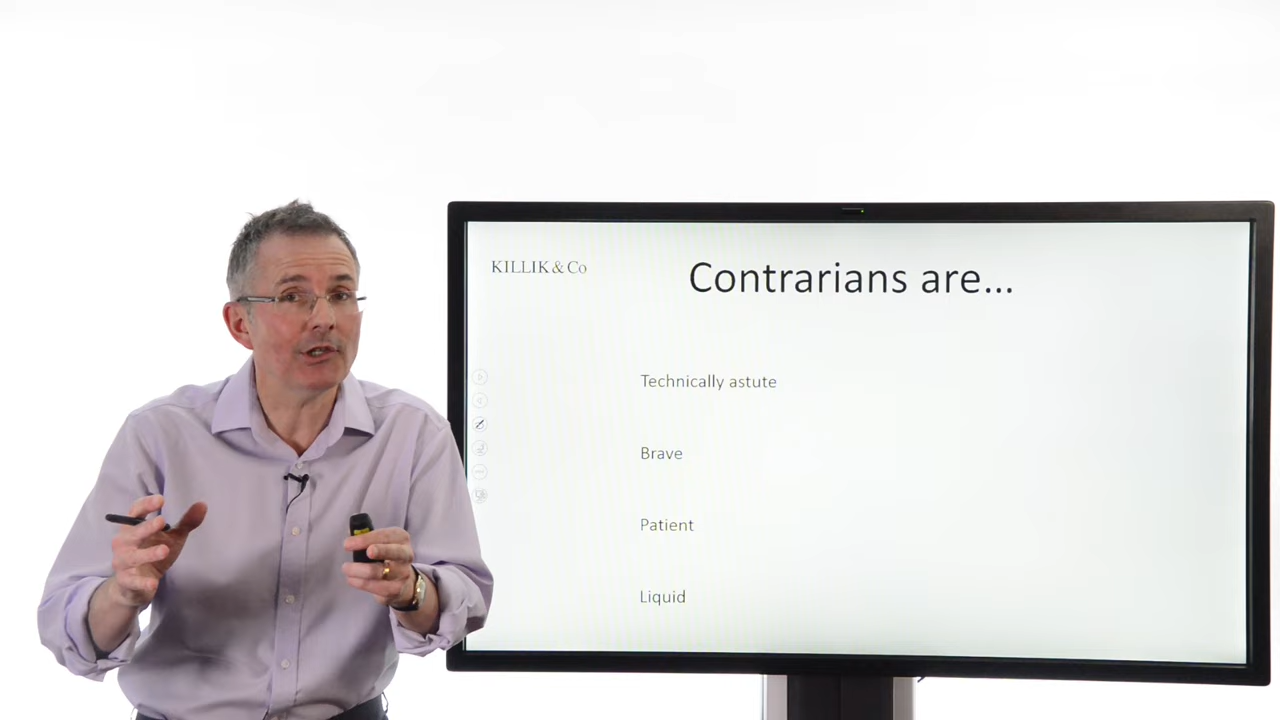 KILLIK & Co
Contrarians are...
Technically astute
Brave
Patient
Liquid